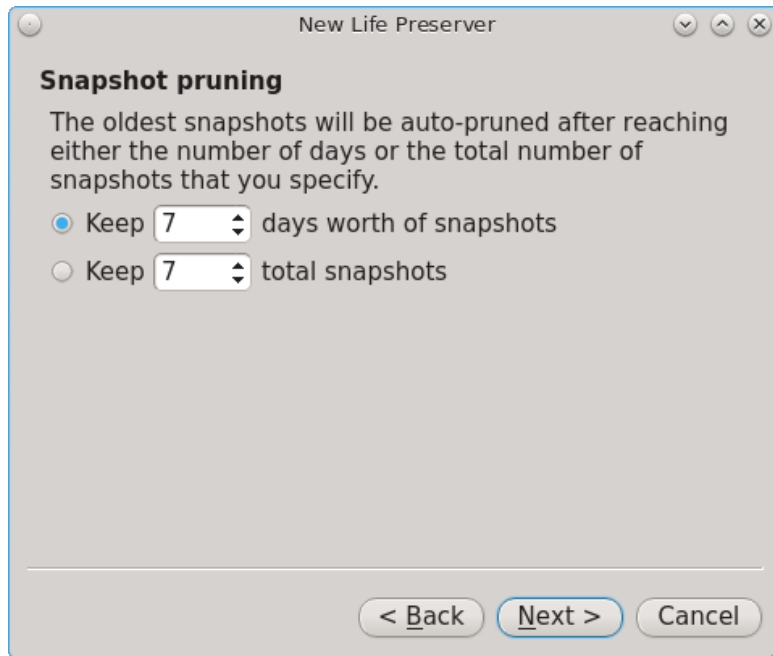 New Life Preserver
Snapshot pruning
The oldest snapshots will be auto-pruned after reaching
either the number of days or the total number of
snapshots that you specify.
Keep 7 days worth of snapshots
Keep 7 total snapshots
< Back Next > Cancel